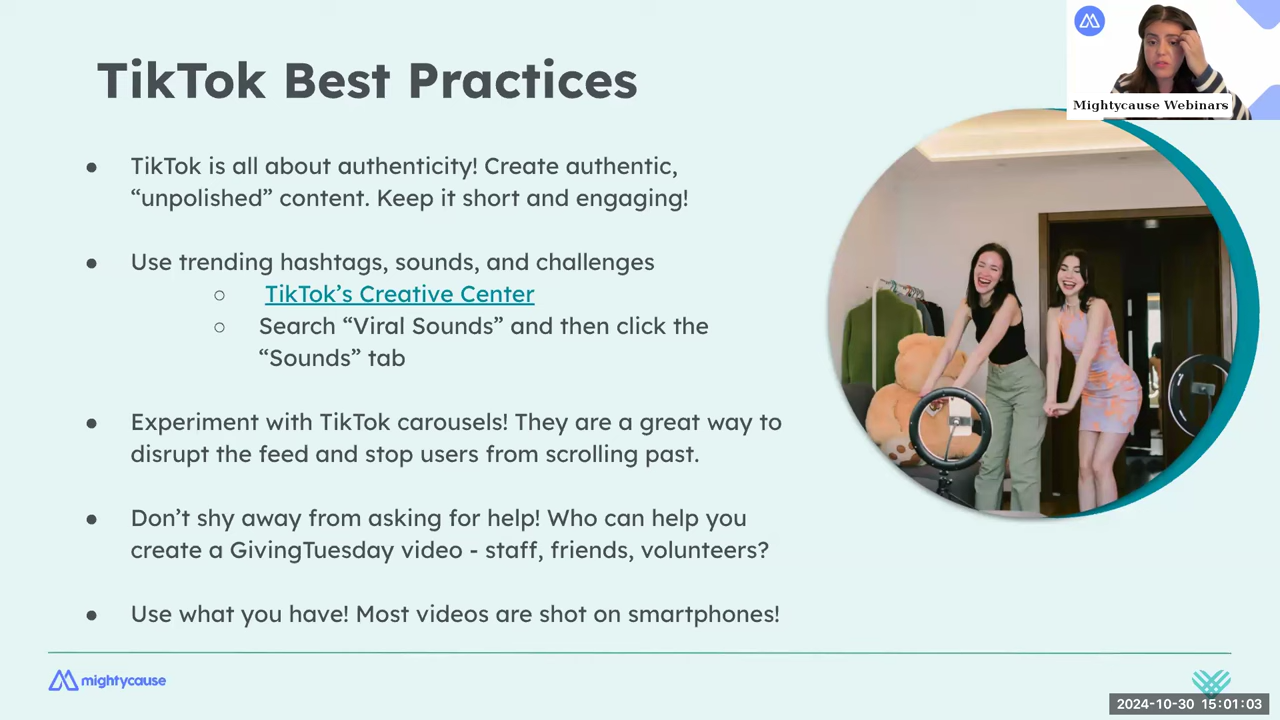 TikTok Best Practices
Mightycause Webinars
● TikTok is all about authenticity! Create authentic,
“unpolished” content. Keep it short and engaging!
● Use trending hashtags, sounds, and challenges
○ TikTok’s Creative Center
○ Search “Viral Sounds” and then click the
“Sounds” tab
● Experiment with TikTok carousels! They are a great way to
disrupt the feed and stop users from scrolling past.
● Don’t shy away from asking for help! Who can help you
create a GivingTuesday video - staff, friends, volunteers?
● Use what you have! Most videos are shot on smartphones!
mightycause
2024-10-30 15:01:03